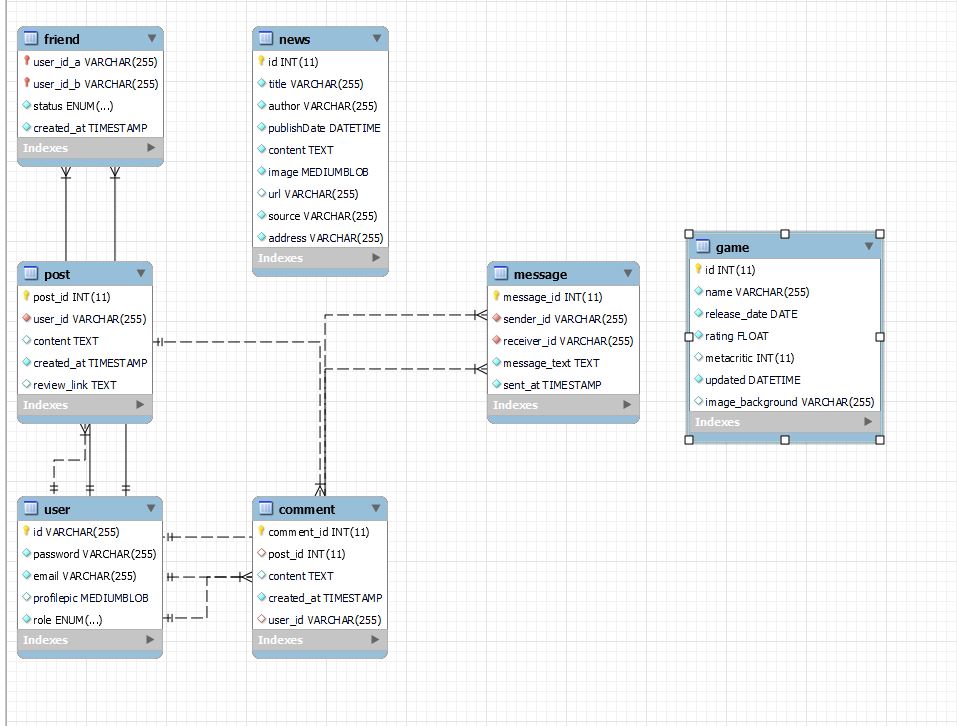 friend
user_id_a VARCHAR(255)
user_id_b VARCHAR(255)
status ENUM(...)
created_at TIMESTAMP
Indexes
news
id INT(11)
title VARCHAR(255)
author VARCHAR(255)
publishDate DATETIME
content TEXT
image MEDIUMBLOB
url VARCHAR(255)
source VARCHAR(255)
address VARCHAR(255)
Indexes
post
post_id INT(11)
user_id VARCHAR(255)
content TEXT
created_at TIMESTAMP
review_link TEXT
Indexes
message
message_id INT(11)
sender_id VARCHAR(255)
receiver_id VARCHAR(255)
message_text TEXT
sent_at TIMESTAMP
Indexes
game
id INT(11)
name VARCHAR(255)
release_date DATE
rating FLOAT
metacritic INT(11)
updated DATETIME
image_background VARCHAR(255)
Indexes
user
id VARCHAR(255)
password VARCHAR(255)
email VARCHAR(255)
profilepic MEDIUMBLOB
role ENUM(...)
Indexes
comment
comment_id INT(11)
post_id INT(11)
content TEXT
created_at TIMESTAMP
user_id VARCHAR(255)
Indexes